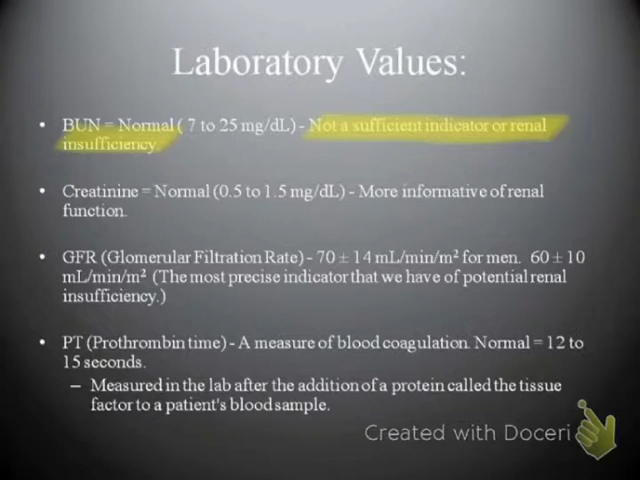 Laboratory Values:
• BUN = Normal ( 7 to 25 mg/dL) - Not a sufficient indicator or renal
insufficiency.
• Creatinine = Normal (0.5 to 1.5 mg/dL) - More informative of renal
function.
• GFR (Glomerular Filtration Rate) - 70 ± 14 mL/min/m² for men. 60 ± 10
mL/min/m² (The most precise indicator that we have of potential renal
insufficiency.)
• PT (Prothrombin time) - A measure of blood coagulation. Normal = 12 to
15 seconds.
– Measured in the lab after the addition of a protein called the tissue
factor to a patient's blood sample.
Created with Doceri